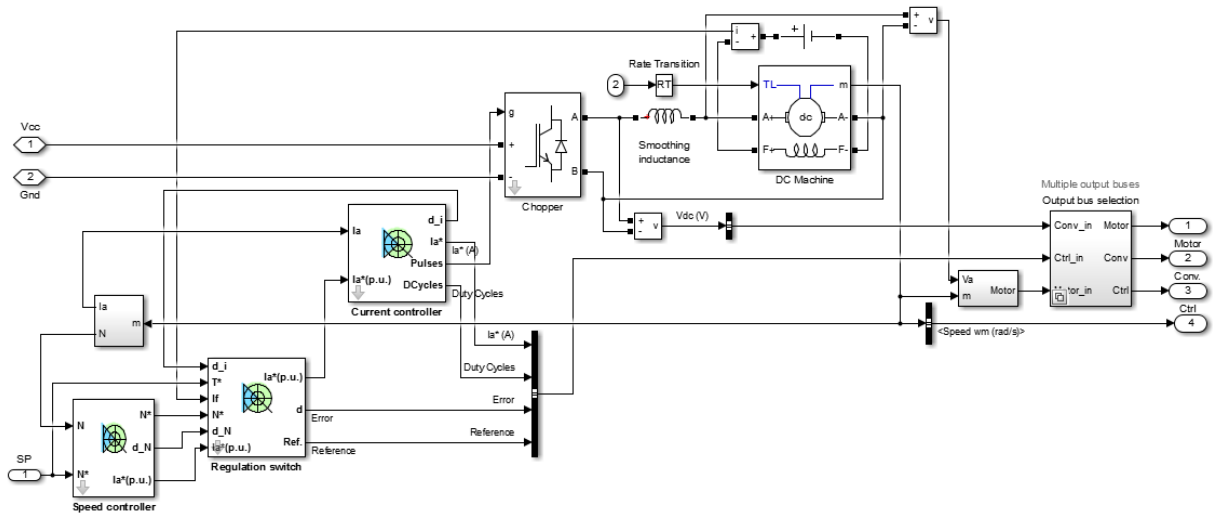 +
-
v
i
-
+
+
Rate Transition
2
RT
TL
m
A+
dc
A-
F+
F-
DC Machine
Smoothing
inductance
Vcc
1
2
Gnd
g
+
-
A
B
Chopper
+
-
v
Vdc (V)
Multiple output buses
Output bus selection
Conv_in
Ctrl_in
Motor
Conv
Ctrl
1
Motor
2
Conv.
3
Ctrl
4
Va
m
Motor
<Speed wm (rad/s)>
Ia
Ia*(p.u.)
d_i
Ia*
Pulses
DCycles
Current controller
Ia* (A)
Duty Cycles
Ia
N
m
Ia* (A)
Duty Cycles
Error
Reference
d_i
T*
If
N*
d_N
Ia*(p.u.)
Ia*(p.u.)
d
Ref.
Error
Reference
Regulation switch
SP
1
N
N*
N*
d_N
Ia*(p.u.)
Speed controller